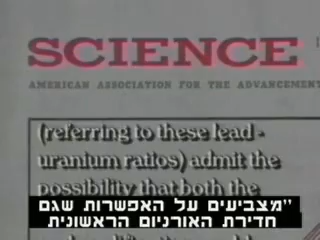 SCIENCE
AMERICAN ASSOCIATION FOR THE ADVANCEMENT
(referring to these lead -
uranium ratios) admit the
possibility that both the
"מצביעים על האפשרות שגם
חדירת האורניום הראשונית